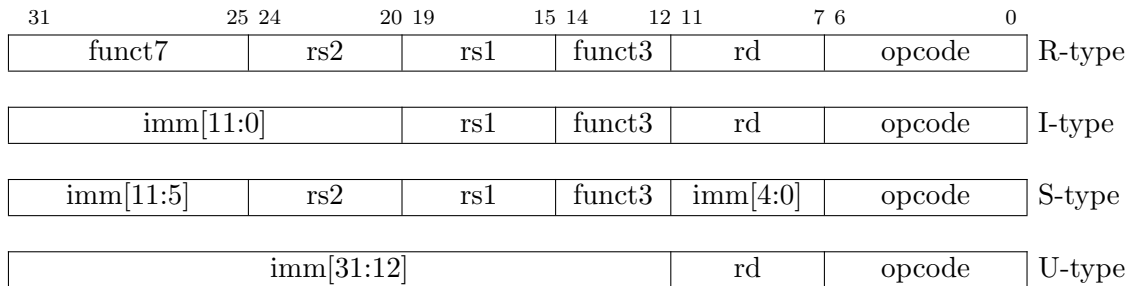 31 25 24 20 19 15 14 12 11 7 6 0
funct7 rs2 rs1 funct3 rd opcode R-type
imm[11:0] rs1 funct3 rd opcode I-type
imm[11:5] rs2 rs1 funct3 imm[4:0] opcode S-type
imm[31:12] rd opcode U-type